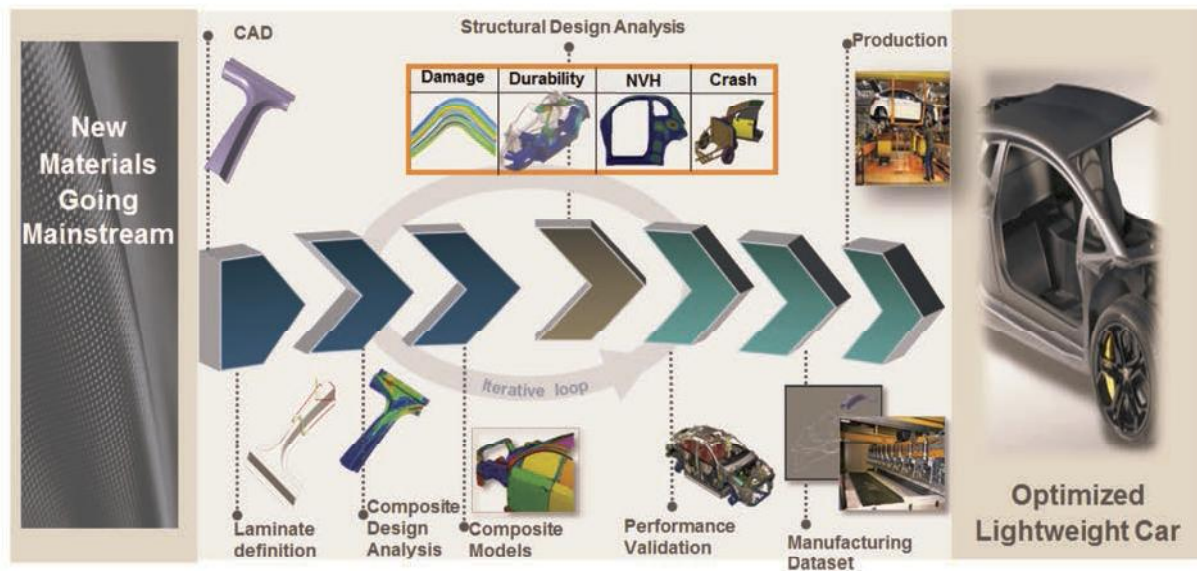 New
Materials
Going
Mainstream
CAD
Structural Design Analysis
Damage
Durability
NVH
Crash
Production
Iterative loop
Laminate
definition
Composite
Design
Analysis
Composite
Models
Performance
Validation
Manufacturing
Dataset
Optimized
Lightweight Car